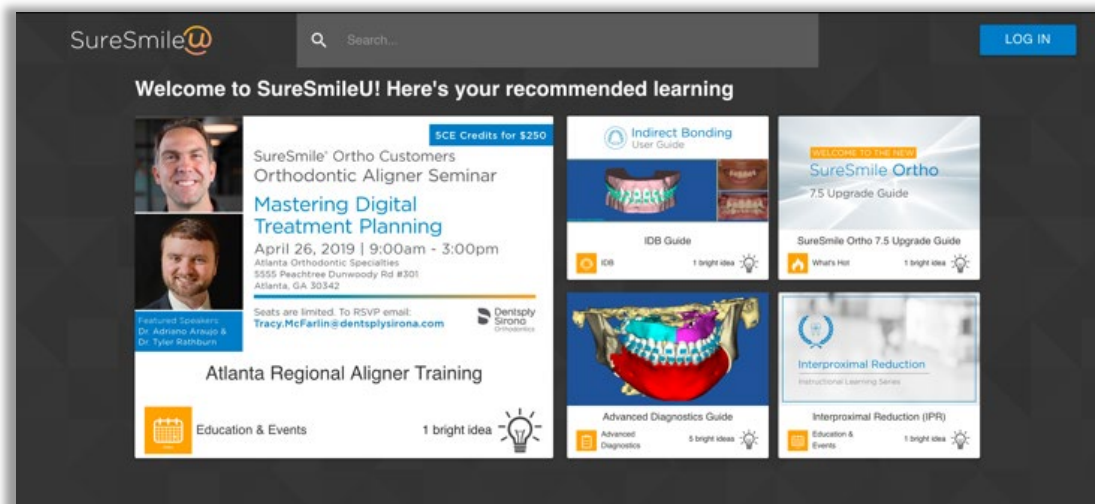 SureSmileU
Search...
LOG IN
Welcome to SureSmileU! Here's your recommended learning
5CE Credits for $250
SureSmile® Ortho Customers
Orthodontic Aligner Seminar
Mastering Digital
Treatment Planning
April 26, 2019 | 9:00am - 3:00pm
Atlanta Orthodontic Specialties
5555 Peachtree Dunwoody Rd #301
Atlanta, GA 30342
Seats are limited. To RSVP email:
Tracy.McFarlin@dentsplysirona.com
Dentsply
Sirona
Orthodontics
Featured Speakers
Dr. Adriano Araujo &
Dr. Tyler Rathburn
Atlanta Regional Aligner Training
Education & Events
1 bright idea
Indirect Bonding
User Guide
IDB Guide
IDB
1 bright idea
WELCOME TO THE NEW
SureSmile Ortho
7.5 Upgrade Guide
SureSmile Ortho 7.5 Upgrade Guide
What's Hot
1 bright idea
Advanced Diagnostics Guide
Advanced
Diagnostics
5 bright ideas
Interproximal Reduction
Instructional Learning Series
Interproximal Reduction (IPR)
Education &
Events
1 bright idea